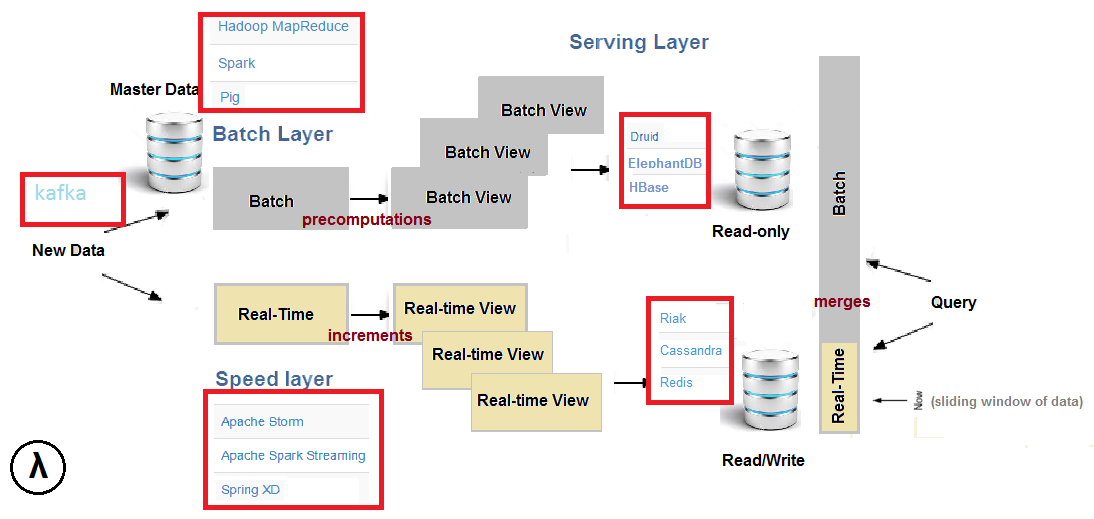 Hadoop MapReduce
Spark
Pig
Serving Layer
Master Data
Batch Layer
kafka
New Data
Batch
precomputations
Batch View
Batch View
Batch View
Druid
ElephantDB
HBase
Read-only
Batch
Real-Time
increments
Real-time View
Real-time View
Real-time View
Speed layer
Apache Storm
Apache Spark Streaming
Spring XD
Riak
Cassandra
Redis
Read/Write
merges
Query
Real-Time
Now
(sliding window of data)
λ